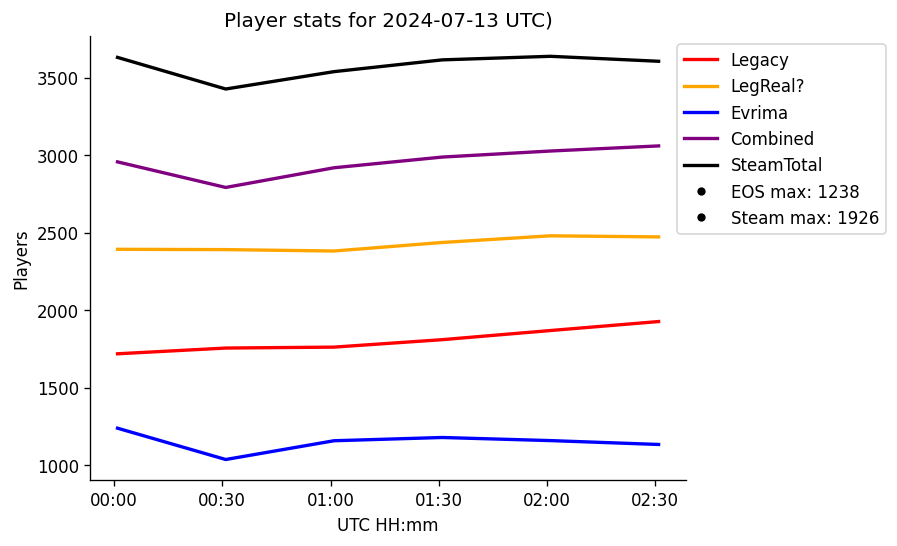 Player stats for 2024-07-13 UTC)
Legacy
LegReal?
Evrima
Combined
SteamTotal
EOS max: 1238
Steam max: 1926
Players
3500
3000
2500
2000
1500
1000
00:00 00:30 01:00 01:30 02:00 02:30
UTC HH:mm